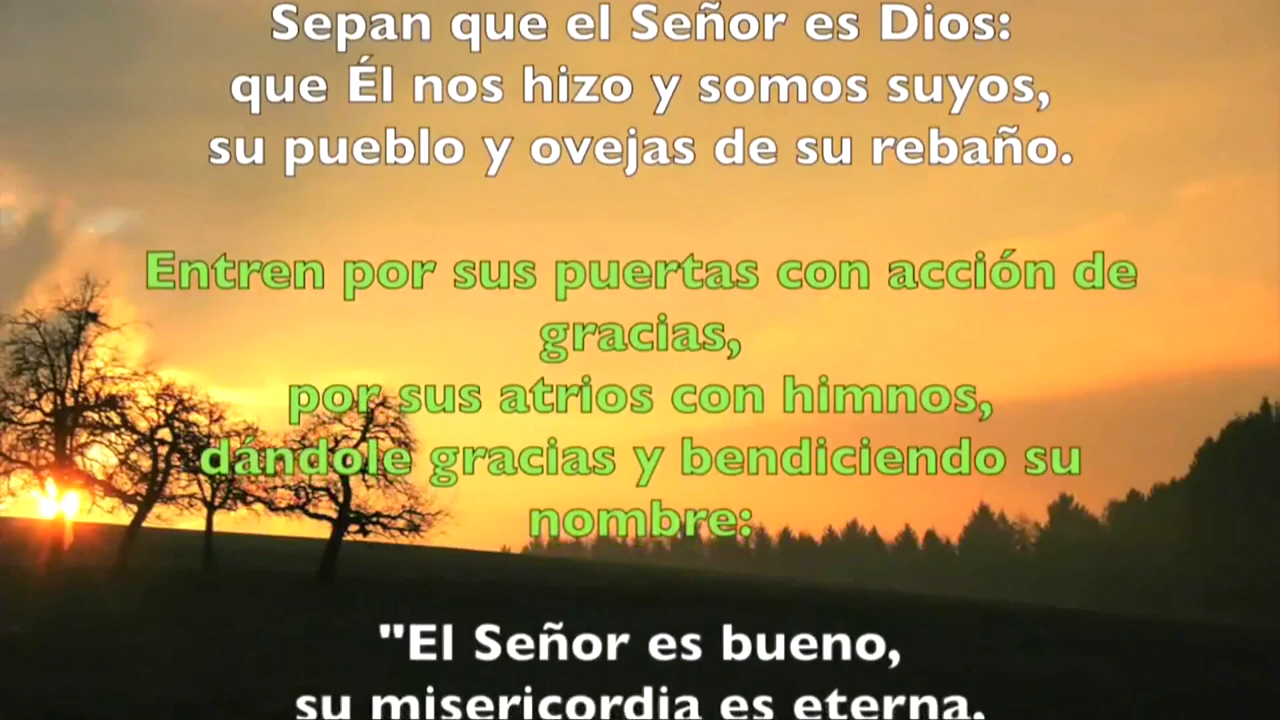 Sepan que el Señor es Dios:
que Él nos hizo y somos suyos,
su pueblo y ovejas de su rebaño.
Entren por sus puertas con acción de
gracias,
por sus atrios con himnos,
dándole gracias y bendiciendo su
nombre:
"El Señor es bueno,
su misericordia es eterna,